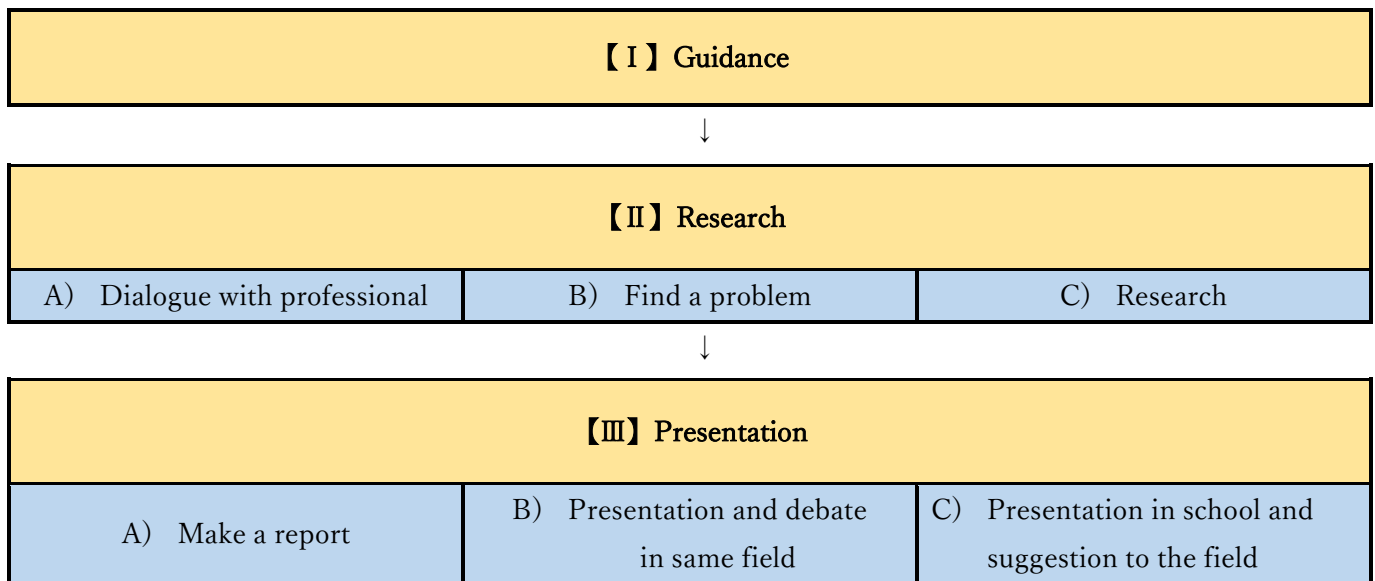 【Ⅰ】Guidance
↓
【Ⅱ】Research
A) Dialogue with professional
B) Find a problem
C) Research
↓
【Ⅲ】Presentation
A) Make a report
B) Presentation and debate
in same field
C) Presentation in school and
suggestion to the field